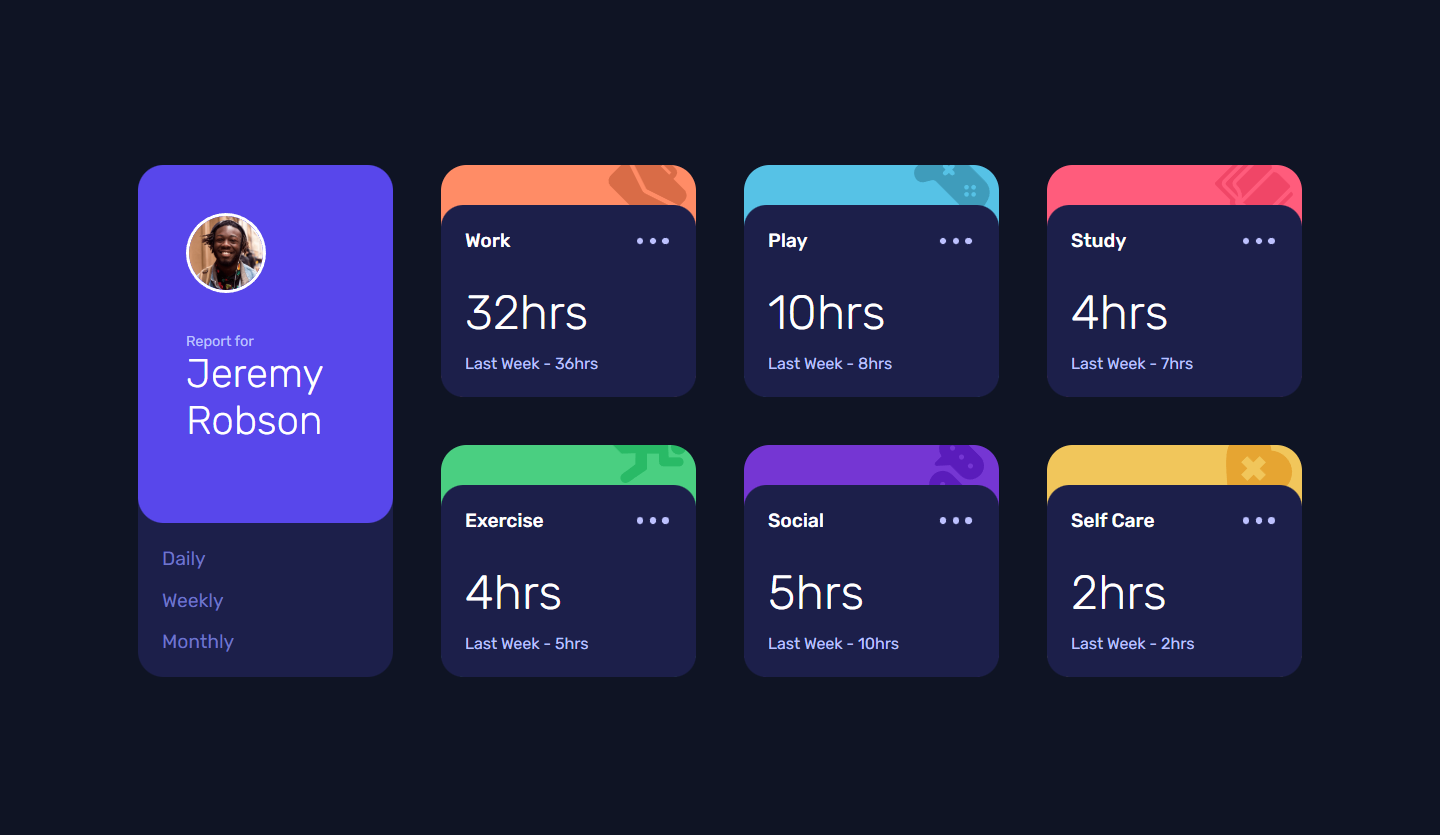 Report for
Jeremy
Robson
Daily
Weekly
Monthly
Work
32hrs
Last Week - 36hrs
Play
10hrs
Last Week - 8hrs
Study
4hrs
Last Week - 7hrs
Exercise
4hrs
Last Week - 5hrs
Social
5hrs
Last Week - 10hrs
Self Care
2hrs
Last Week - 2hrs